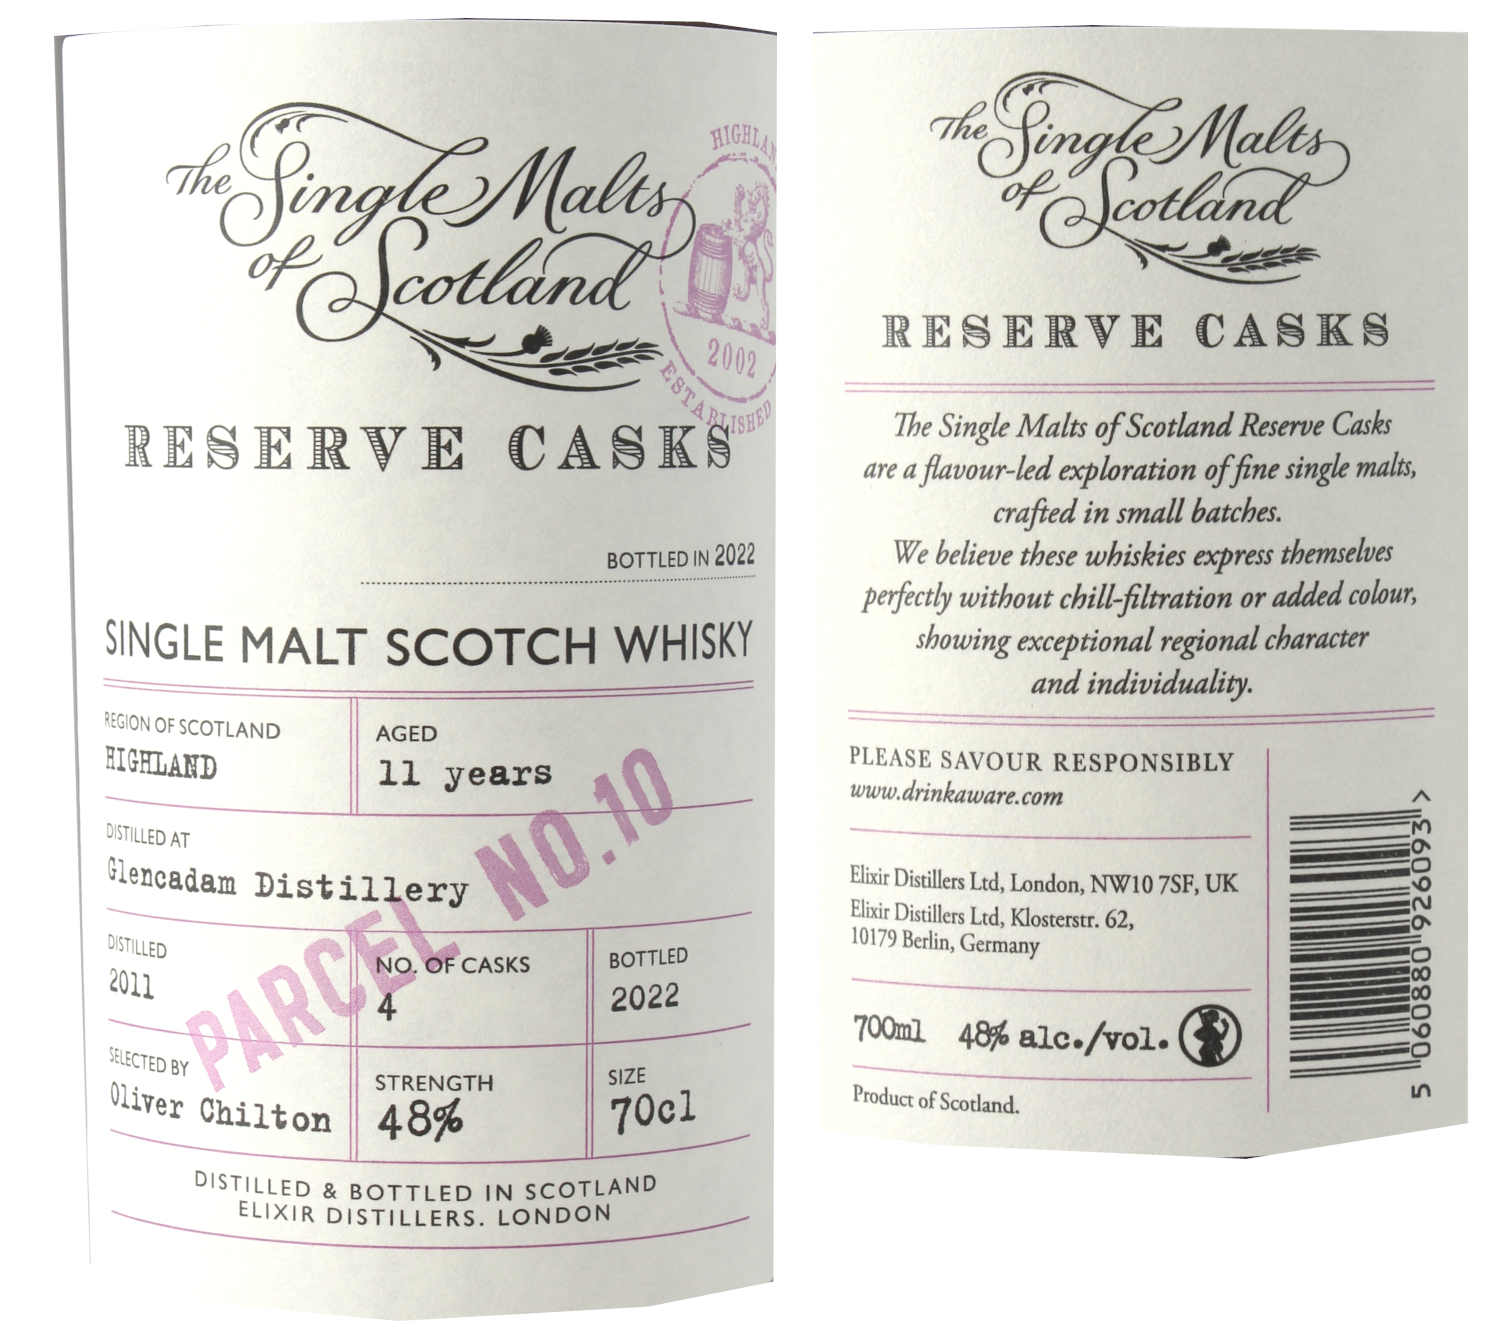 The Single Malts
of Scotland
HIGHLAN
2002
ESTABLISHED
RESERVE CASKS
BOTTLED IN 2022
SINGLE MALT SCOTCH WHISKY
REGION OF SCOTLAND
HIGHLAND
AGED
11 years
DISTILLED AT
Glencadam Distillery
PARCEL NO.10
DISTILLED
2011
NO. OF CASKS
4
BOTTLED
2022
SELECTED BY
Oliver Chilton
STRENGTH
48%
SIZE
70cl
DISTILLED & BOTTLED IN SCOTLAND
ELIXIR DISTILLERS. LONDON
The Single Malts
of Scotland
RESERVE CASKS
The Single Malts of Scotland Reserve Casks
are a flavour-led exploration of fine single malts,
crafted in small batches.
We believe these whiskies express themselves
perfectly without chill-filtration or added colour,
showing exceptional regional character
and individuality.
PLEASE SAVOUR RESPONSIBLY
www.drinkaware.com
Elixir Distillers Ltd, London, NW10 7SF, UK
Elixir Distillers Ltd, Klosterstr. 62,
10179 Berlin, Germany
700ml 48% alc./vol.
Product of Scotland.
5 060880 926093 >